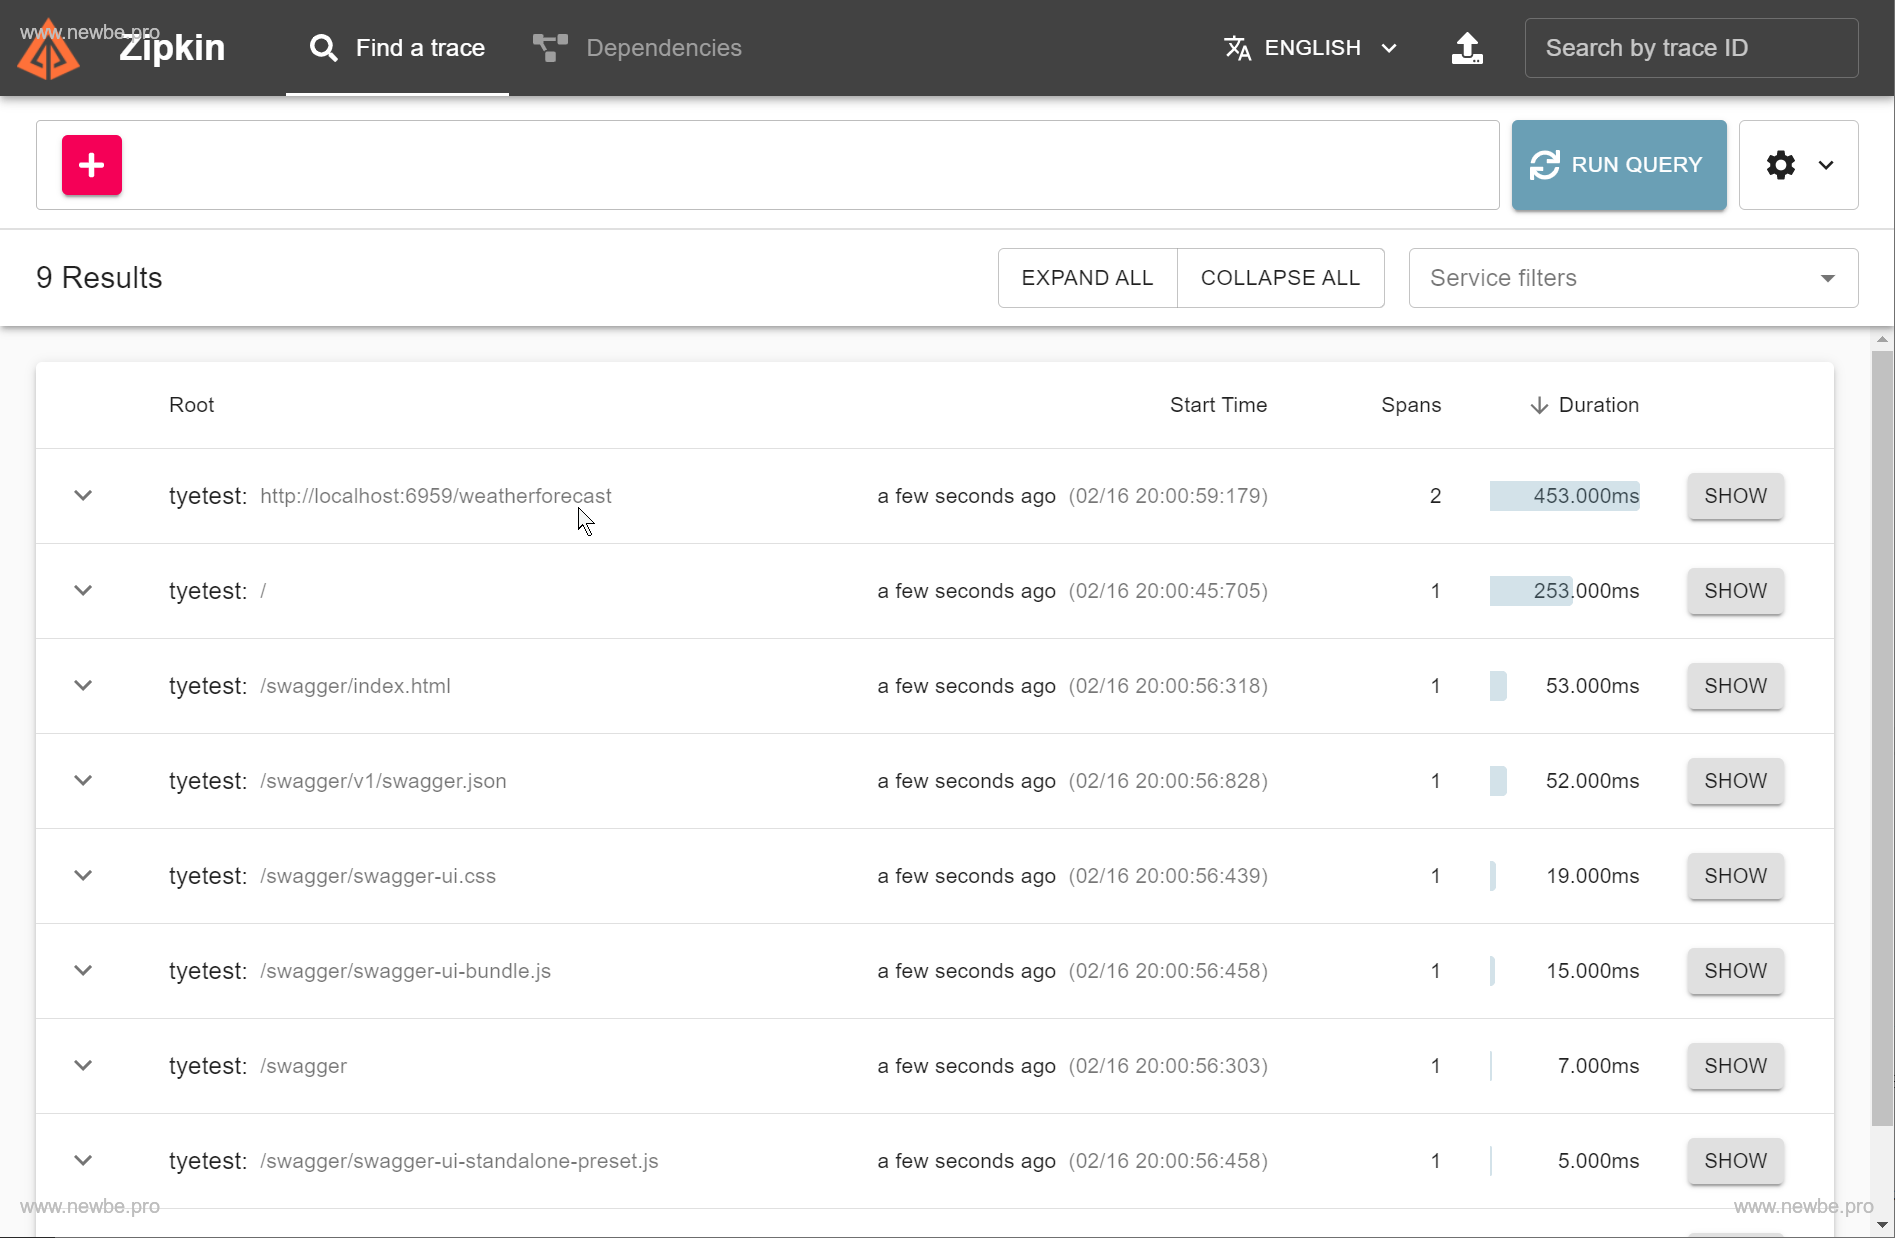 www.newbe.pro
Zipkin
Find a trace
Dependencies
ENGLISH
Search by trace ID
RUN QUERY
9 Results
EXPAND ALL
COLLAPSE ALL
Service filters
Root Start Time Spans Duration
tyetest: http://localhost:6959/weatherforecast a few seconds ago (02/16 20:00:59:179) 2 453.000ms SHOW
tyetest: / a few seconds ago (02/16 20:00:45:705) 1 253.000ms SHOW
tyetest: /swagger/index.html a few seconds ago (02/16 20:00:56:318) 1 53.000ms SHOW
tyetest: /swagger/v1/swagger.json a few seconds ago (02/16 20:00:56:828) 1 52.000ms SHOW
tyetest: /swagger/swagger-ui.css a few seconds ago (02/16 20:00:56:439) 1 19.000ms SHOW
tyetest: /swagger/swagger-ui-bundle.js a few seconds ago (02/16 20:00:56:458) 1 15.000ms SHOW
tyetest: /swagger a few seconds ago (02/16 20:00:56:303) 1 7.000ms SHOW
tyetest: /swagger/swagger-ui-standalone-preset.js a few seconds ago (02/16 20:00:56:458) 1 5.000ms SHOW
www.newbe.pro
www.newbe.pro